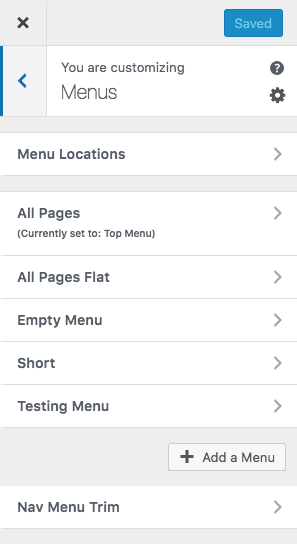 Saved
You are customizing
Menus
Menu Locations
All Pages
(Currently set to: Top Menu)
All Pages Flat
Empty Menu
Short
Testing Menu
Add a Menu
Nav Menu Trim